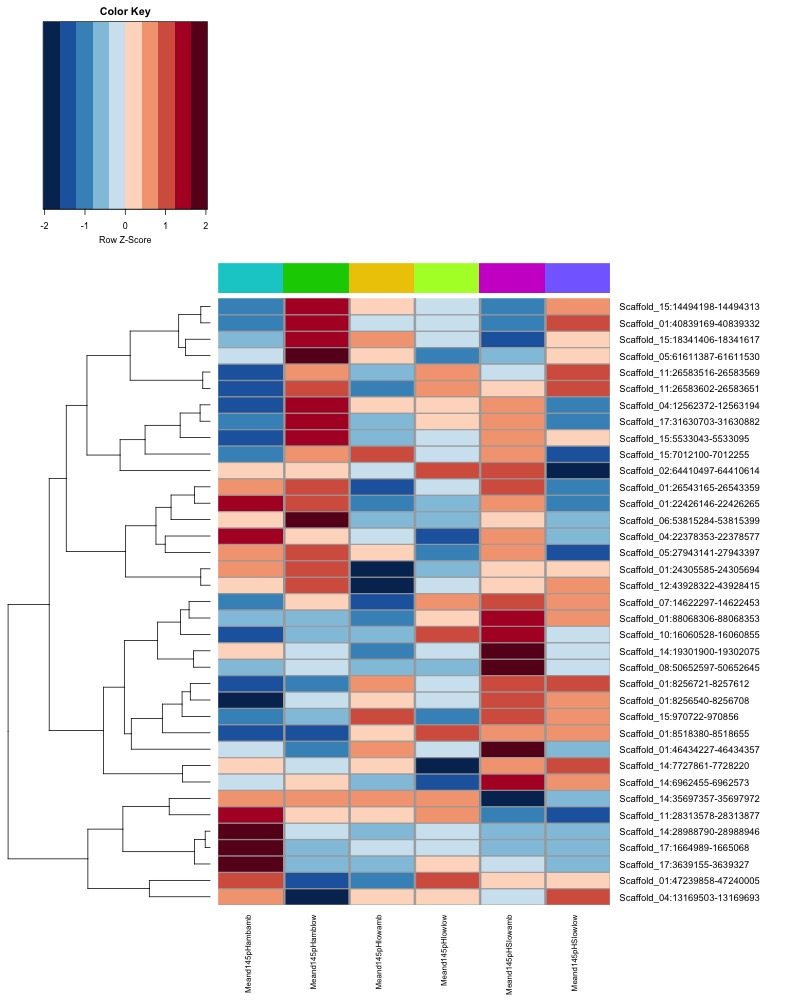 Color Key
-2 -1 0 1 2
Row Z-Score
Scaffold_15:14494198-14494313
Scaffold_01:40839169-40839332
Scaffold_15:18341406-18341617
Scaffold_05:61611387-61611530
Scaffold_11:26583516-26583569
Scaffold_11:26583602-26583651
Scaffold_04:12562372-12563194
Scaffold_17:31630703-31630882
Scaffold_15:5533043-5533095
Scaffold_15:7012100-7012255
Scaffold_02:64410497-64410614
Scaffold_01:26543165-26543359
Scaffold_01:22426146-22426265
Scaffold_06:53815284-53815399
Scaffold_04:22378353-22378577
Scaffold_05:27943141-27943397
Scaffold_01:24305585-24305694
Scaffold_12:43928322-43928415
Scaffold_07:14622297-14622453
Scaffold_01:88068306-88068353
Scaffold_10:16060528-16060855
Scaffold_14:19301900-19302075
Scaffold_08:50652597-50652645
Scaffold_01:8256721-8257612
Scaffold_01:8256540-8256708
Scaffold_15:970722-970856
Scaffold_01:8518380-8518655
Scaffold_01:46434227-46434357
Scaffold_14:7727861-7728220
Scaffold_14:6962455-6962573
Scaffold_14:35697357-35697972
Scaffold_11:28313578-28313877
Scaffold_14:28988790-28988946
Scaffold_17:1664989-1665068
Scaffold_17:3639155-3639327
Scaffold_01:47239858-47240005
Scaffold_04:13169503-13169693
Meand145pHambamb
Meand145pHamblow
Meand145pHlowamb
Meand145pHlowlow
Meand145pHSlowamb
Meand145pHSlowlow